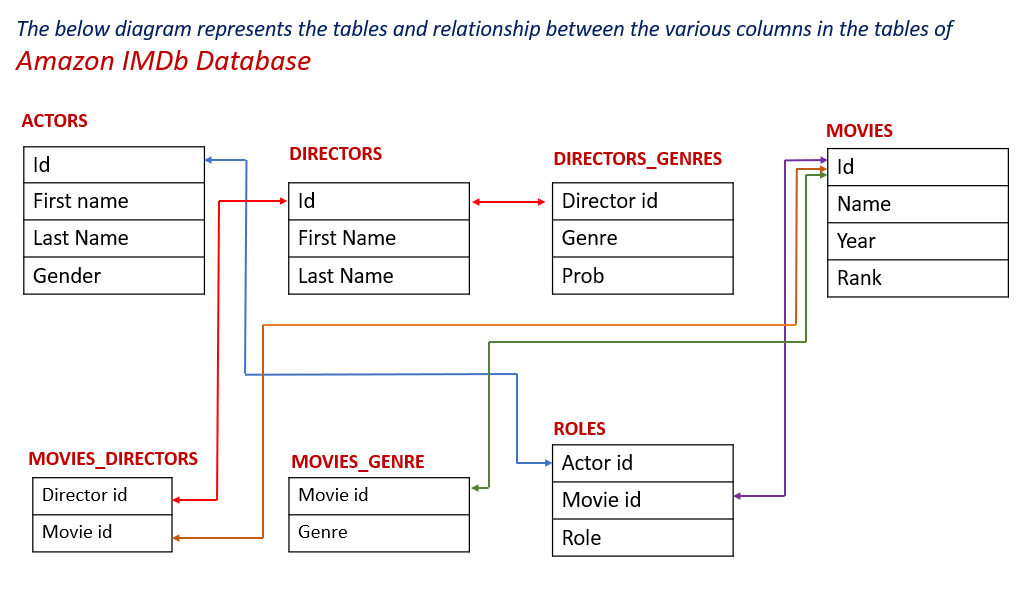 The below diagram represents the tables and relationship between the various columns in the tables of
Amazon IMDb Database
ACTORS
Id
First name
Last Name
Gender
DIRECTORS
Id
First Name
Last Name
DIRECTORS_GENRES
Director id
Genre
Prob
MOVIES
Id
Name
Year
Rank
MOVIES_DIRECTORS
Director id
Movie id
MOVIES_GENRE
Movie id
Genre
ROLES
Actor id
Movie id
Role